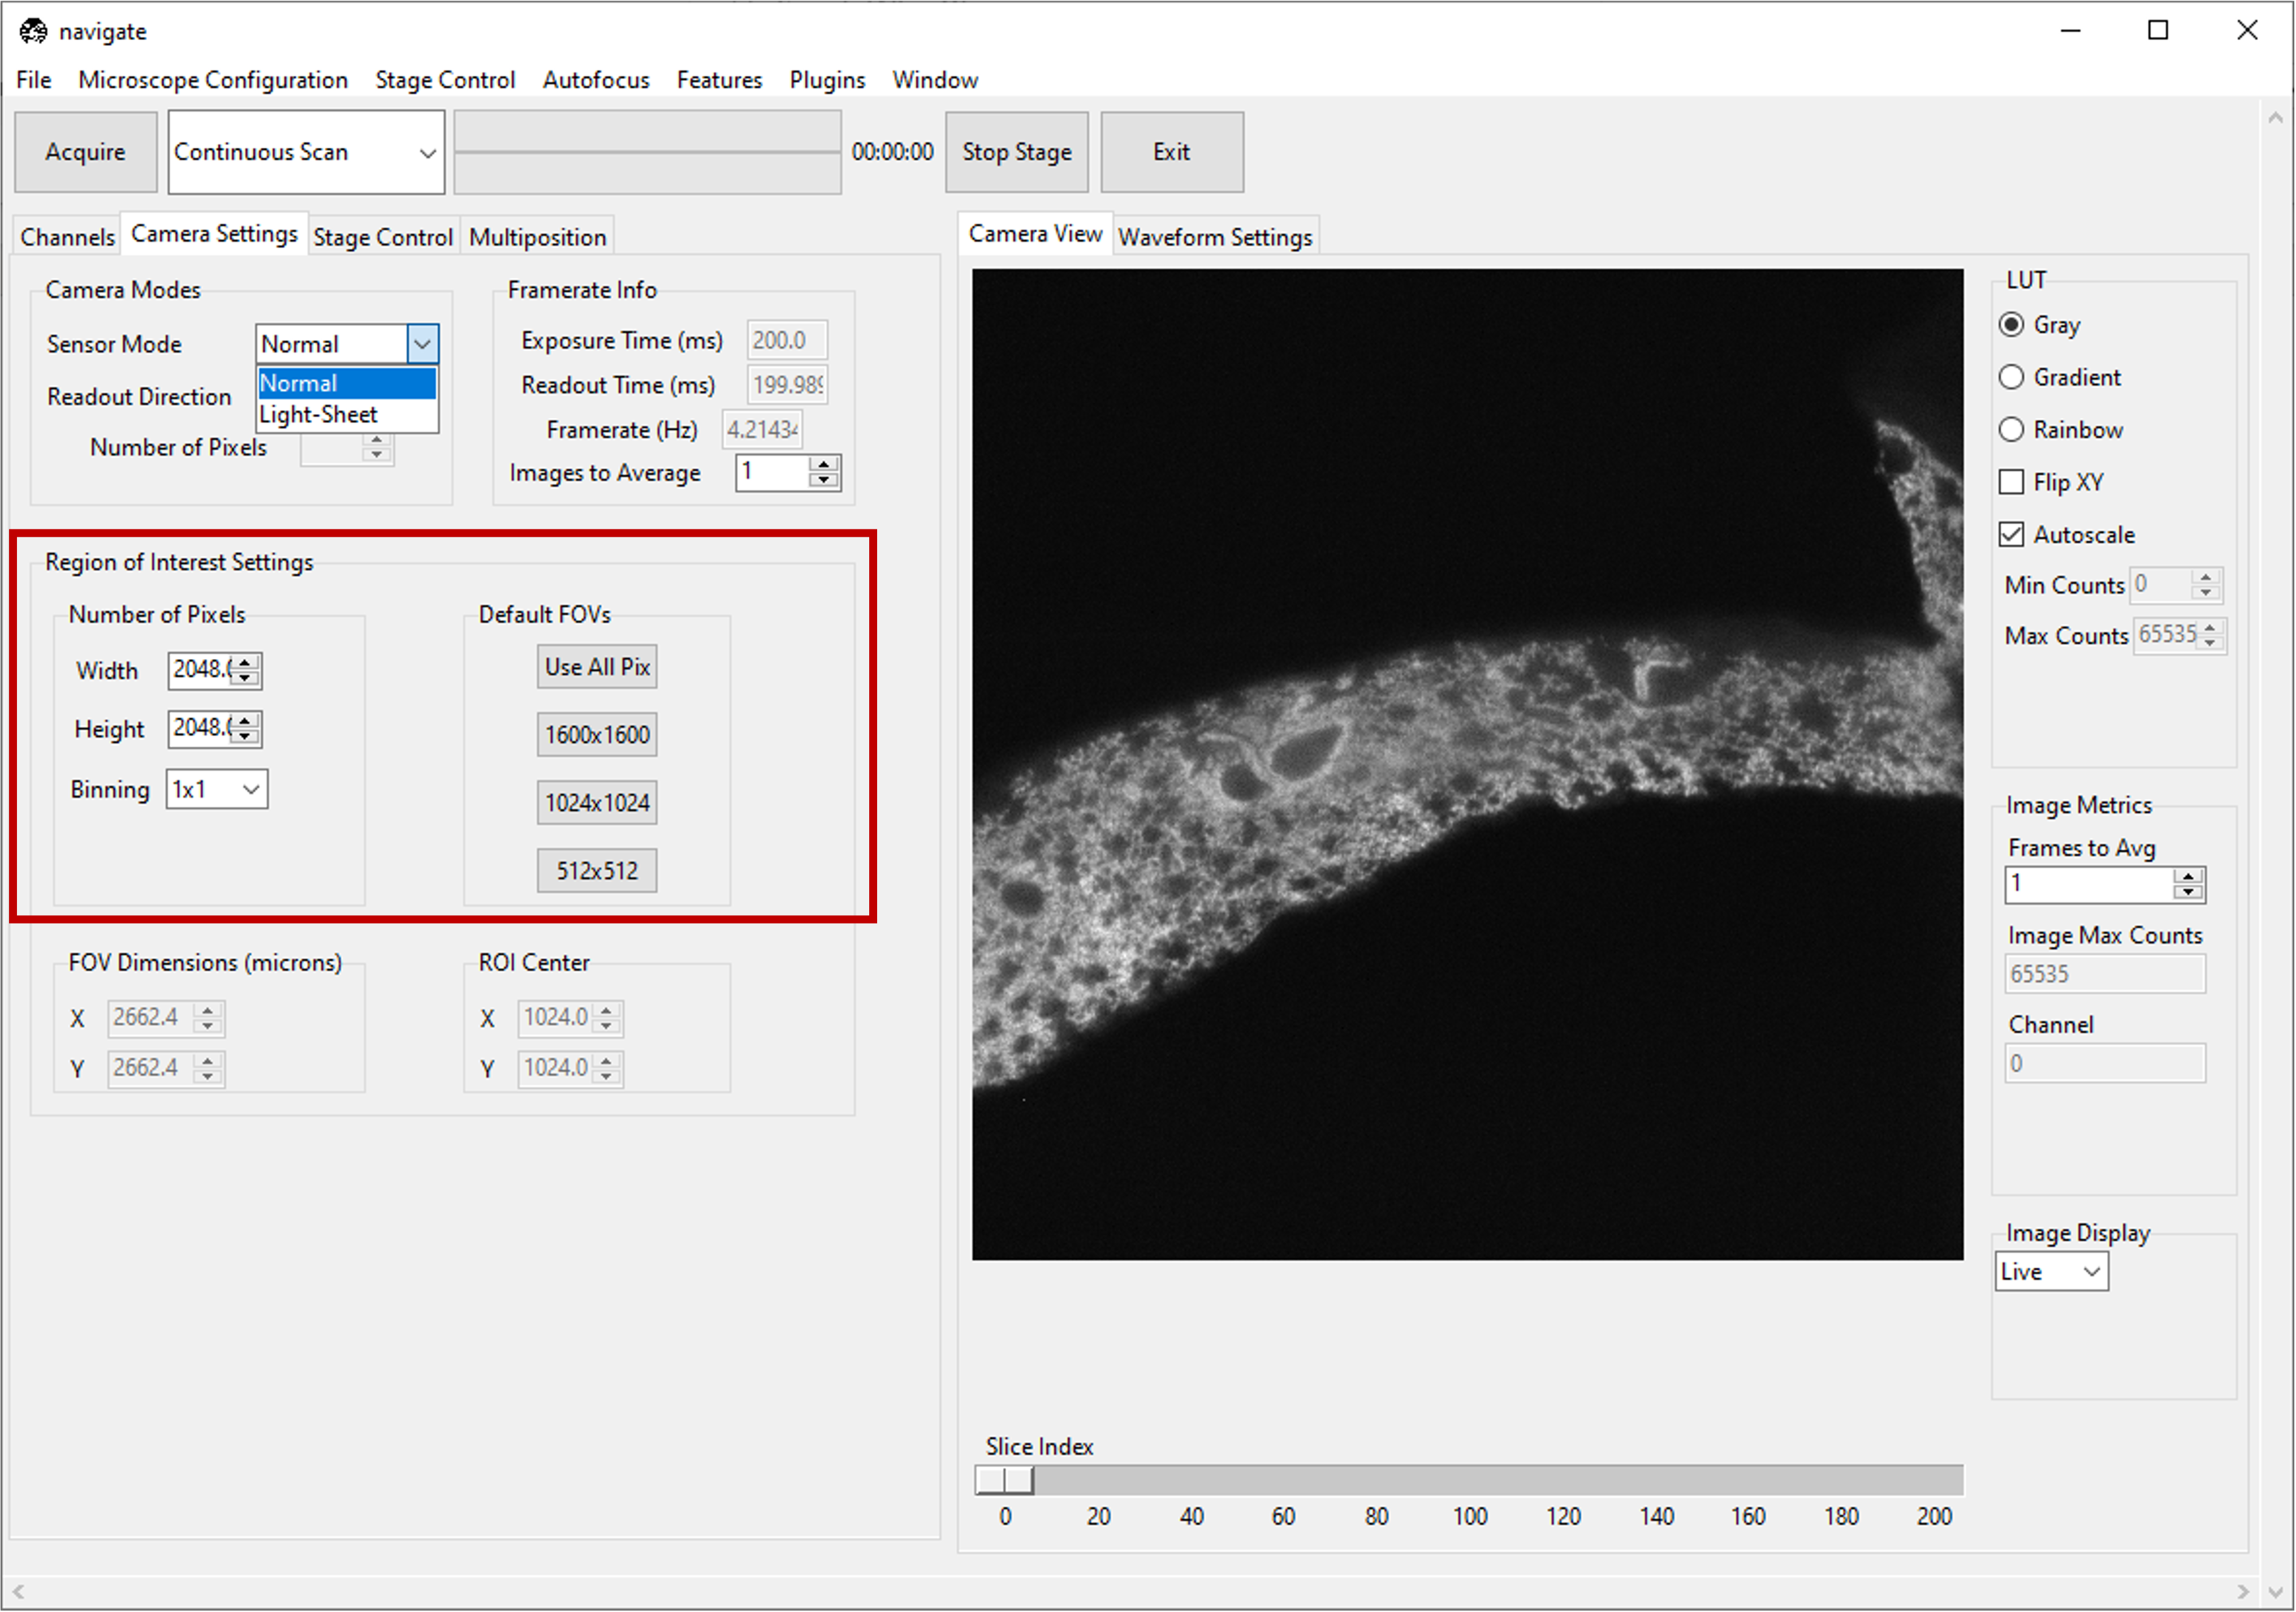 navigate
File Microscope Configuration Stage Control Autofocus Features Plugins Window
Acquire Continuous Scan 00:00:00 Stop Stage Exit
Channels Camera Settings Stage Control Multiposition
Camera Modes
Sensor Mode Normal
Normal
Light-Sheet
Readout Direction
Number of Pixels
Framerate Info
Exposure Time (ms) 200.0
Readout Time (ms) 199.989
Framerate (Hz) 4.21434
Images to Average 1
Region of Interest Settings
Number of Pixels
Width 2048.0
Height 2048.0
Binning 1x1
Default FOVs
Use All Pix
1600x1600
1024x1024
512x512
FOV Dimensions (microns)
X 2662.4
Y 2662.4
ROI Center
X 1024.0
Y 1024.0
Camera View Waveform Settings
LUT
Gray
Gradient
Rainbow
Flip XY
Autoscale
Min Counts 0
Max Counts 65535
Image Metrics
Frames to Avg
1
Image Max Counts
65535
Channel
0
Image Display
Live
Slice Index
0 20 40 60 80 100 120 140 160 180 200